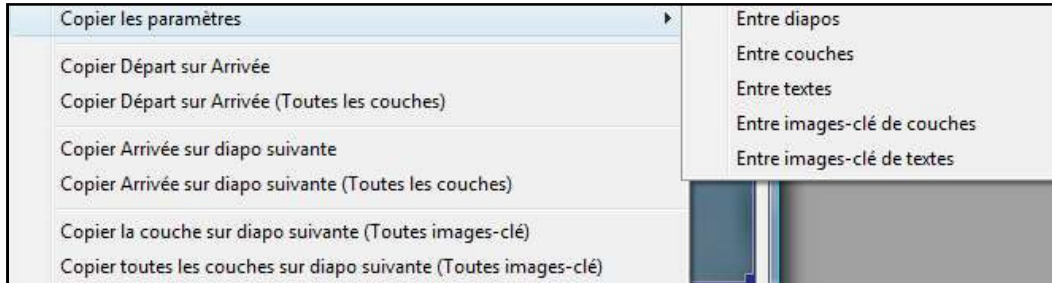 Copier les paramètres
Copier Départ sur Arrivée
Copier Départ sur Arrivée (Toutes les couches)
Copier Arrivée sur diapo suivante
Copier Arrivée sur diapo suivante (Toutes les couches)
Copier la couche sur diapo suivante (Toutes images-clé)
Copier toutes les couches sur diapo suivante (Toutes images-clé)
Entre diapos
Entre couches
Entre textes
Entre images-clé de couches
Entre images-clé de textes